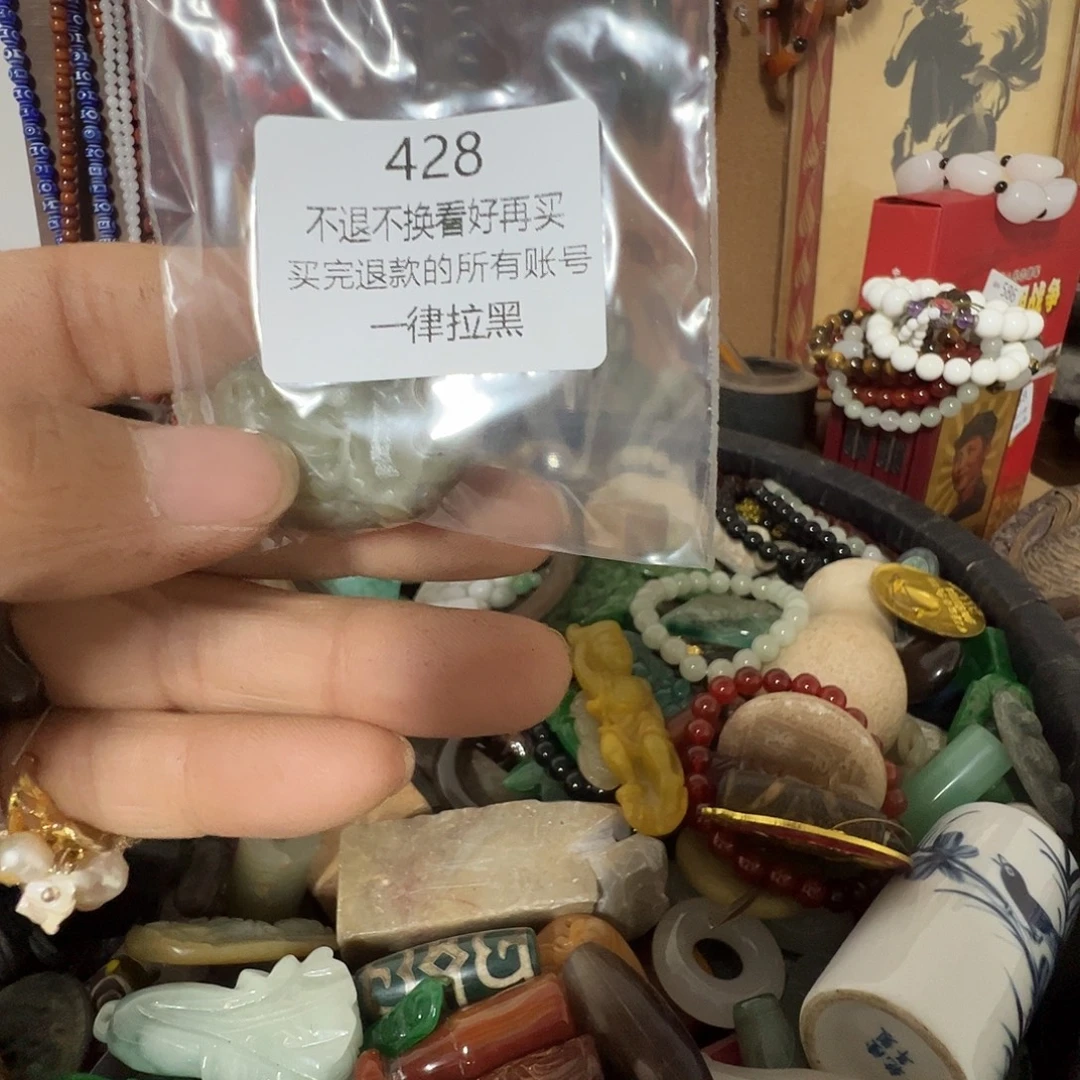 428
不退不换看好再买
买完退款的所有账号
一律拉黑